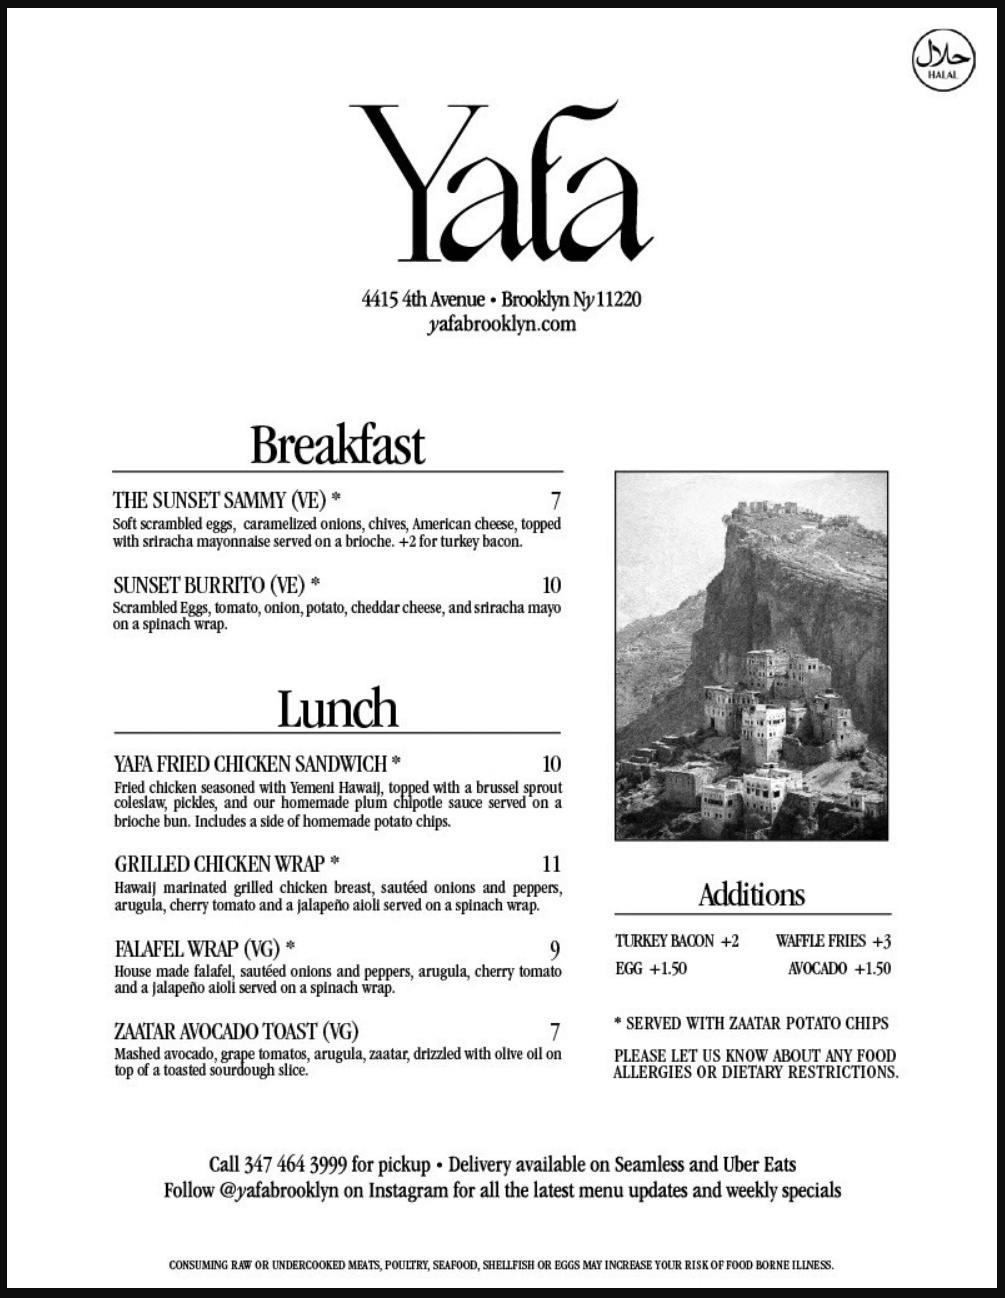 حلال
HALAL
Yafa
4415 4th Avenue • Brooklyn Ny 11220
yafabrooklyn.com
Breakfast
THE SUNSET SAMMY (VE) * 7
Soft scrambled eggs, caramelized onions, chives, American cheese, topped
with sriracha mayonnaise served on a brioche. +2 for turkey bacon.
SUNSET BURRITO (VE) * 10
Scrambled Eggs, tomato, onion, potato, cheddar cheese, and sriracha mayo
on a spinach wrap.
Lunch
YAFA FRIED CHICKEN SANDWICH * 10
Fried chicken seasoned with Yemeni Hawaij, topped with a brussel sprout
coleslaw, pickles, and our homemade plum chipotle sauce served on a
brioche bun. Includes a side of homemade potato chips.
GRILLED CHICKEN WRAP * 11
Hawaij marinated grilled chicken breast, sautéed onions and peppers,
arugula, cherry tomato and a jalapeño aioli served on a spinach wrap.
FALAFEL WRAP (VG) * 9
House made falafel, sautéed onions and peppers, arugula, cherry tomato
and a jalapeño aioli served on a spinach wrap.
ZAATAR AVOCADO TOAST (VG) 7
Mashed avocado, grape tomatoes, arugula, zaatar, drizzled with olive oil on
top of a toasted sourdough slice.
Additions
TURKEY BACON +2 WAFFLE FRIES +3
EGG +1.50 AVOCADO +1.50
* SERVED WITH ZAATAR POTATO CHIPS
PLEASE LET US KNOW ABOUT ANY FOOD
ALLERGIES OR DIETARY RESTRICTIONS.
Call 347 464 3999 for pickup • Delivery available on Seamless and Uber Eats
Follow @yafabrooklyn on Instagram for all the latest menu updates and weekly specials
CONSUMING RAW OR UNDERCOOKED MEATS, POULTRY, SEAFOOD, SHELLFISH OR EGGS MAY INCREASE YOUR RISK OF FOOD BORNE ILLNESS.